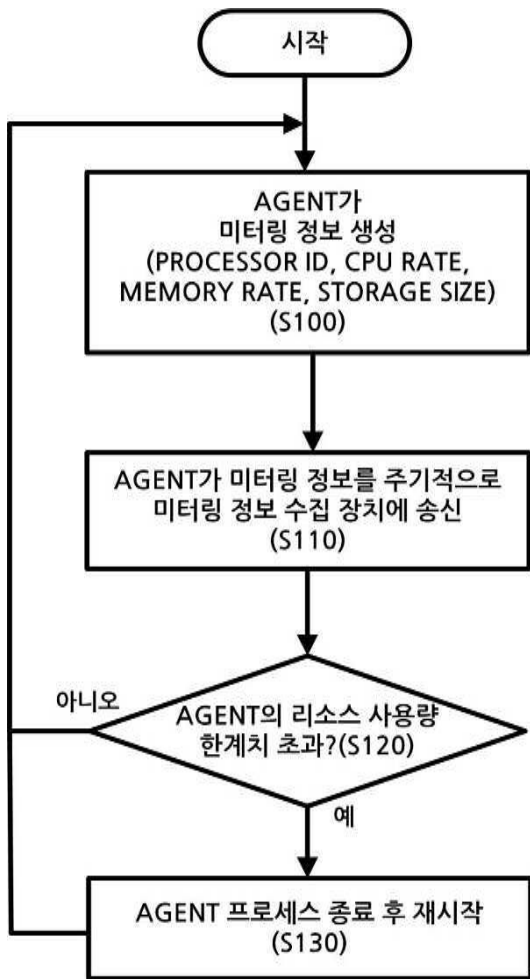 시작
AGENT가
미터링 정보 생성
(PROCESSOR ID, CPU RATE,
MEMORY RATE, STORAGE SIZE)
(S100)
AGENT가 미터링 정보를 주기적으로
미터링 정보 수집 장치에 송신
(S110)
아니오
AGENT의 리소스 사용량
한계치 초과?(S120)
예
AGENT 프로세스 종료 후 재시작
(S130)